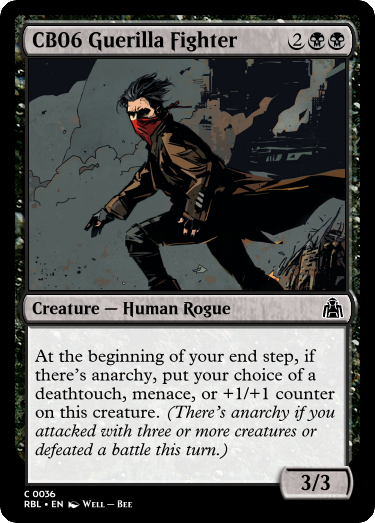 CB06 Guerilla Fighter 2
Creature — Human Rogue
At the beginning of your end step, if
there's anarchy, put your choice of a
deathtouch, menace, or +1/+1 counter
on this creature. (There's anarchy if you
attacked with three or more creatures or
defeated a battle this turn.)
3/3
C 0036
RBL • EN Well — Bee